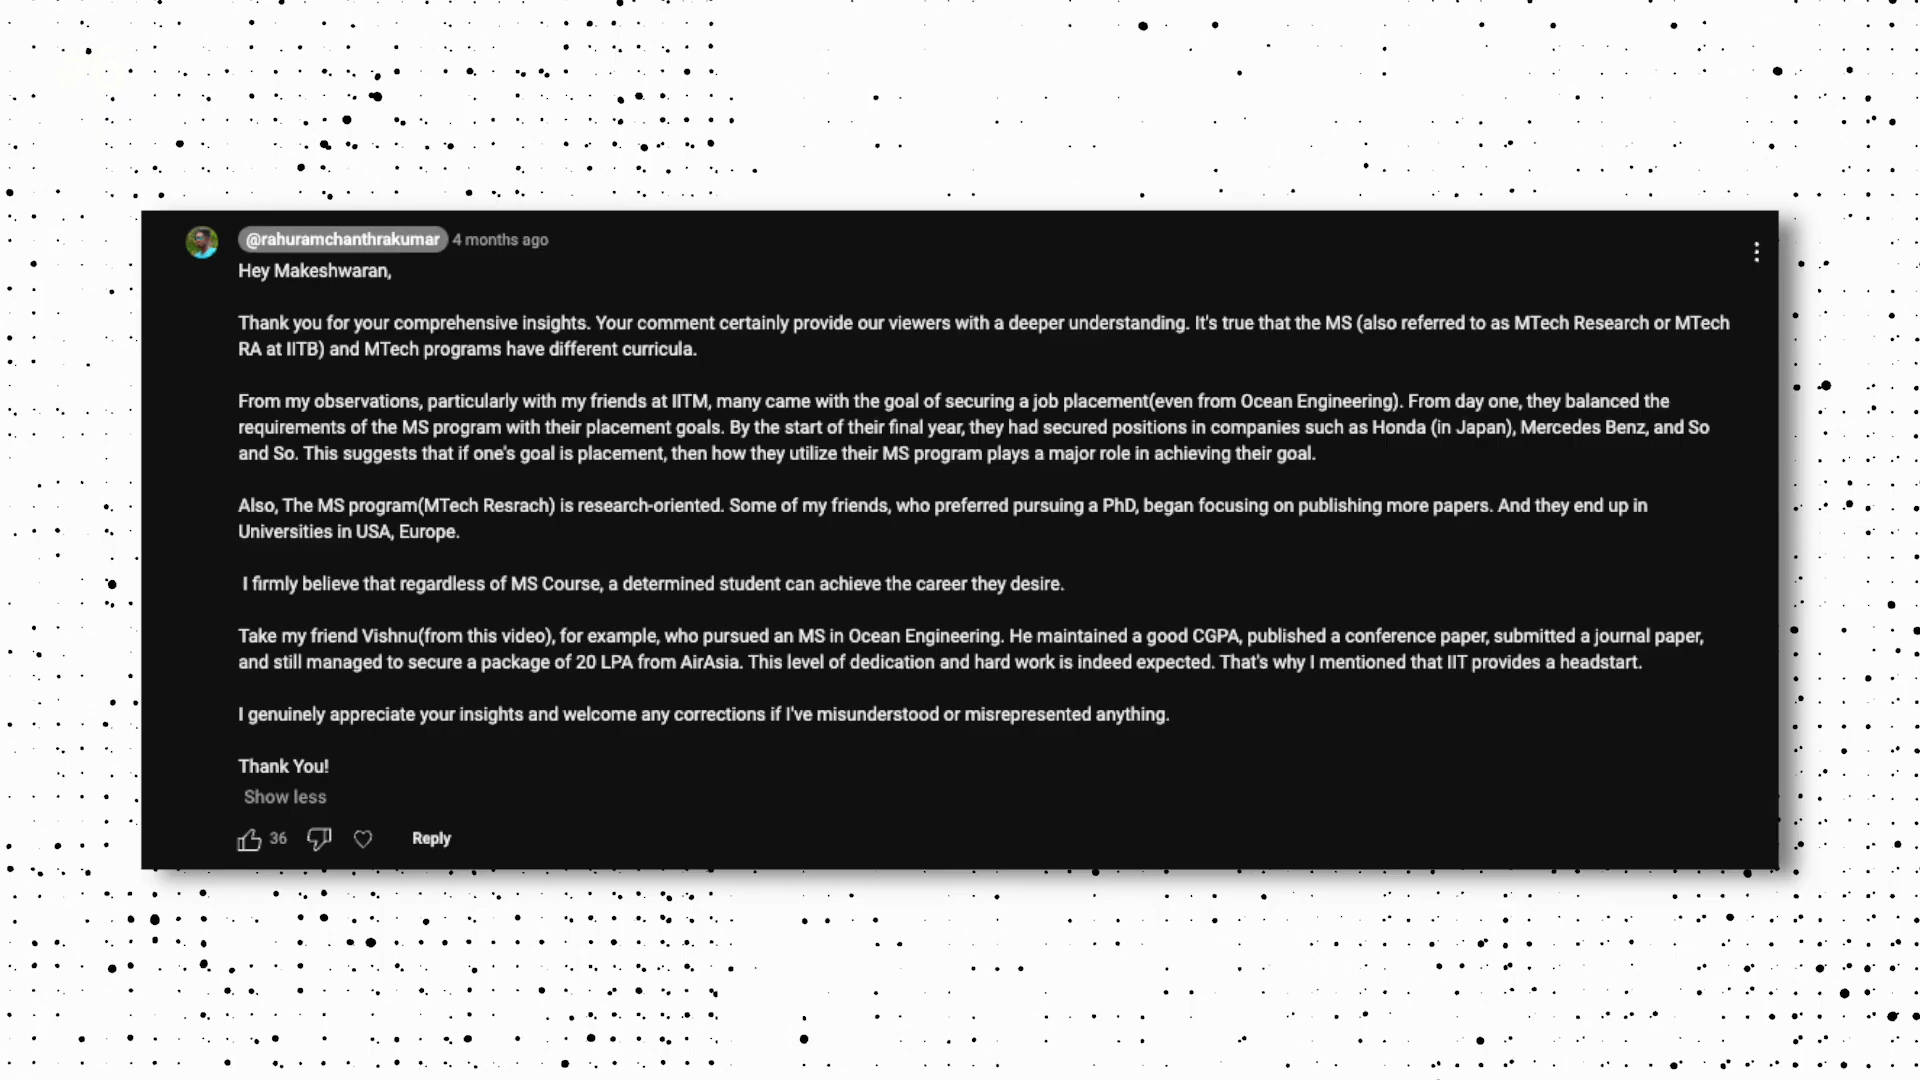 @rahuramchanthrakumar 4 months ago
Hey Makeshwaran,
Thank you for your comprehensive insights. Your comment certainly provide our viewers with a deeper understanding. It's true that the MS (also referred to as MTech Research or MTech
RA at IITB) and MTech programs have different curricula.
From my observations, particularly with my friends at IITM, many came with the goal of securing a job placement(even from Ocean Engineering). From day one, they balanced the
requirements of the MS program with their placement goals. By the start of their final year, they had secured positions in companies such as Honda (in Japan), Mercedes Benz, and So
and So. This suggests that if one's goal is placement, then how they utilize their MS program plays a major role in achieving their goal.
Also, The MS program(MTech Resrach) is research-oriented. Some of my friends, who preferred pursuing a PhD, began focusing on publishing more papers. And they end up in
Universities in USA, Europe.
I firmly believe that regardless of MS Course, a determined student can achieve the career they desire.
Take my friend Vishnu(from this video), for example, who pursued an MS in Ocean Engineering. He maintained a good CGPA, published a conference paper, submitted a journal paper,
and still managed to secure a package of 20 LPA from AirAsia. This level of dedication and hard work is indeed expected. That's why I mentioned that IIT provides a headstart.
I genuinely appreciate your insights and welcome any corrections if I've misunderstood or misrepresented anything.
Thank You!
Show less
36 Reply